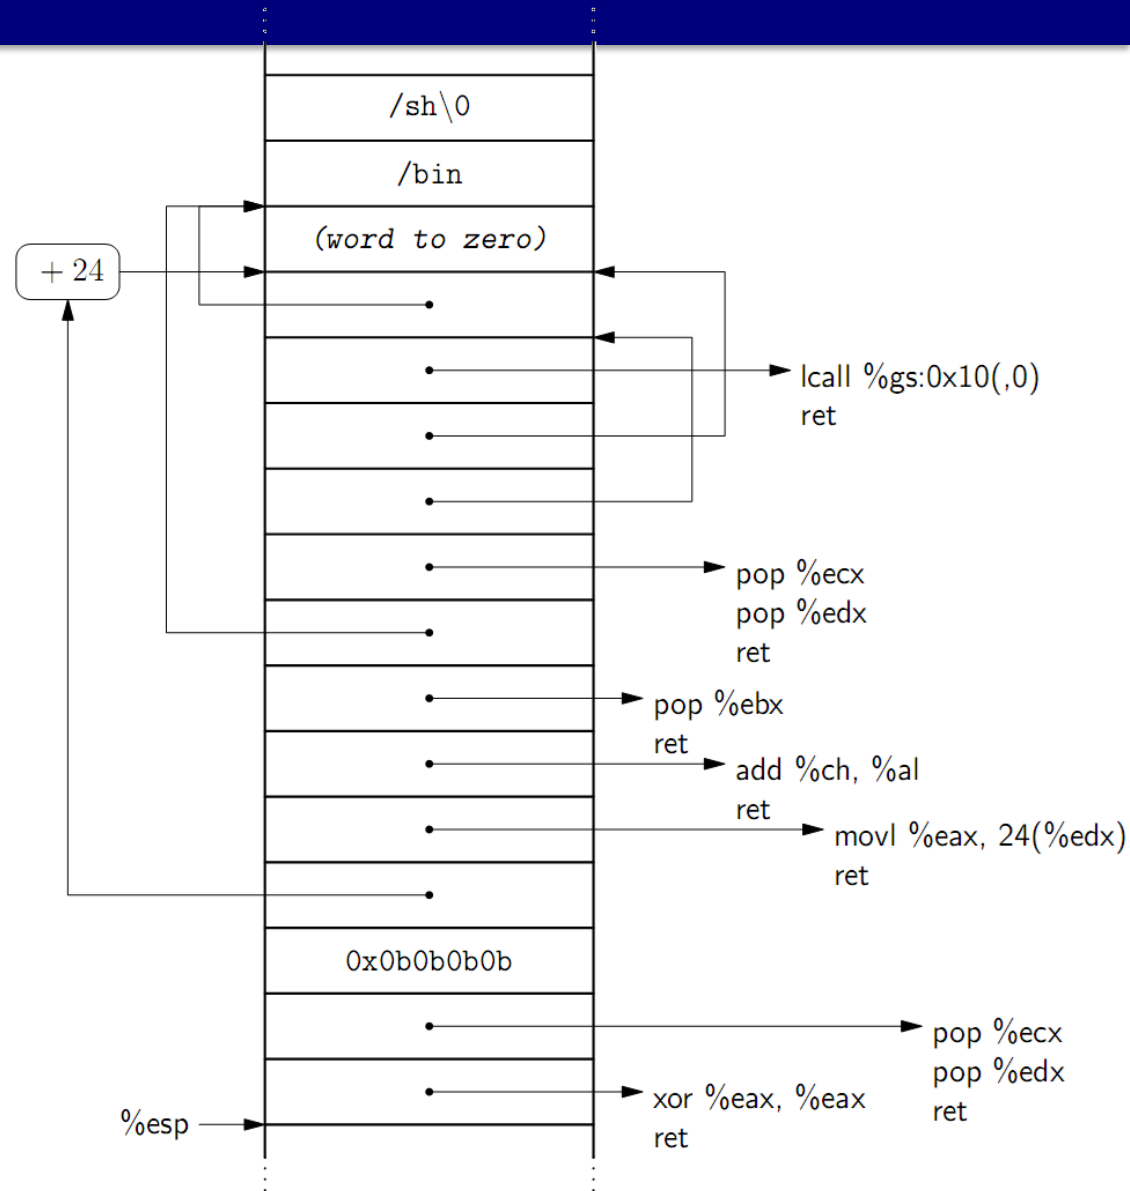 /sh\0
/bin
(word to zero)
+ 24
lcall %gs:0x10(,0)
ret
pop %ecx
pop %edx
ret
pop %ebx
ret
add %ch, %al
ret
movl %eax, 24(%edx)
ret
0x0b0b0b0b
pop %ecx
pop %edx
ret
xor %eax, %eax
ret
%esp